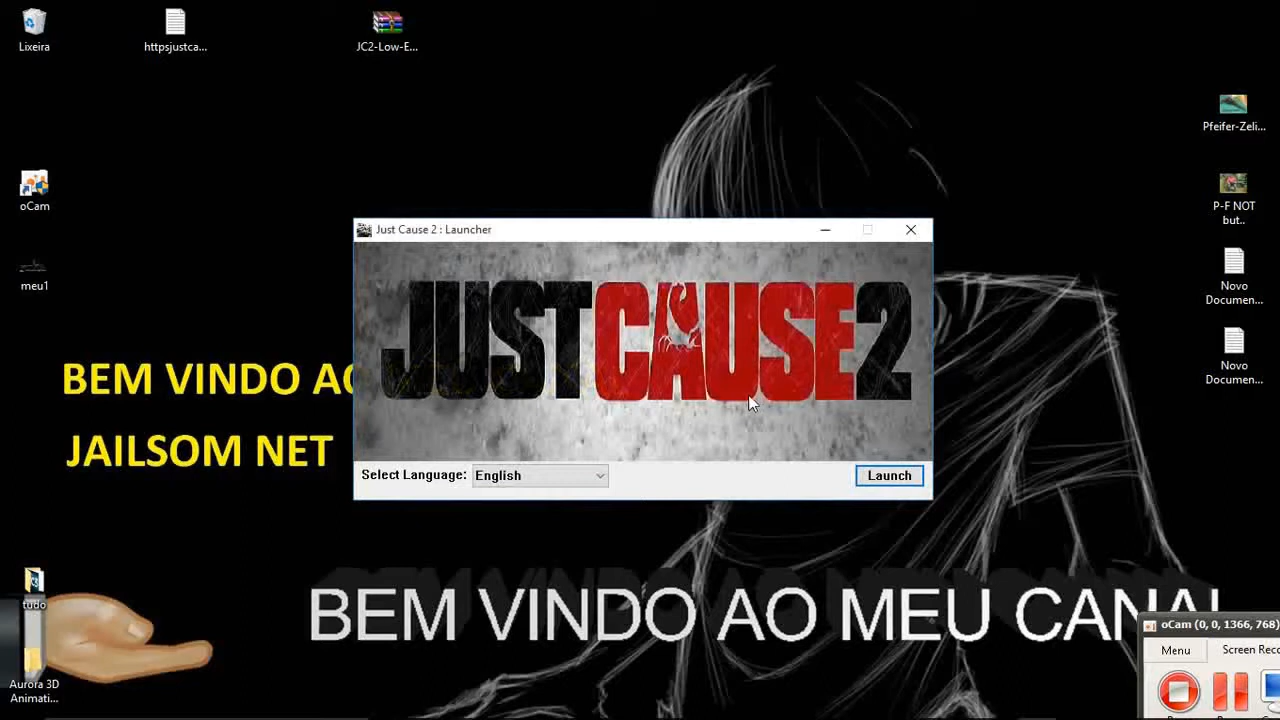 Lixeira
httpsjustca...
JC2-Low-E...
Pfeifer-Zeli...
oCam
P-F NOT
but..
Just Cause 2 : Launcher
JUST CAUSE 2
meu1
Novo
Documen...
BEM VINDO AO
JAILSOM NET
Novo
Documen...
Select Language: English
Launch
tudo
BEM VINDO AO MEU CANAL
oCam (0, 0, 1366, 768)
Menu
Screen Reco
Aurora 3D
Animati...